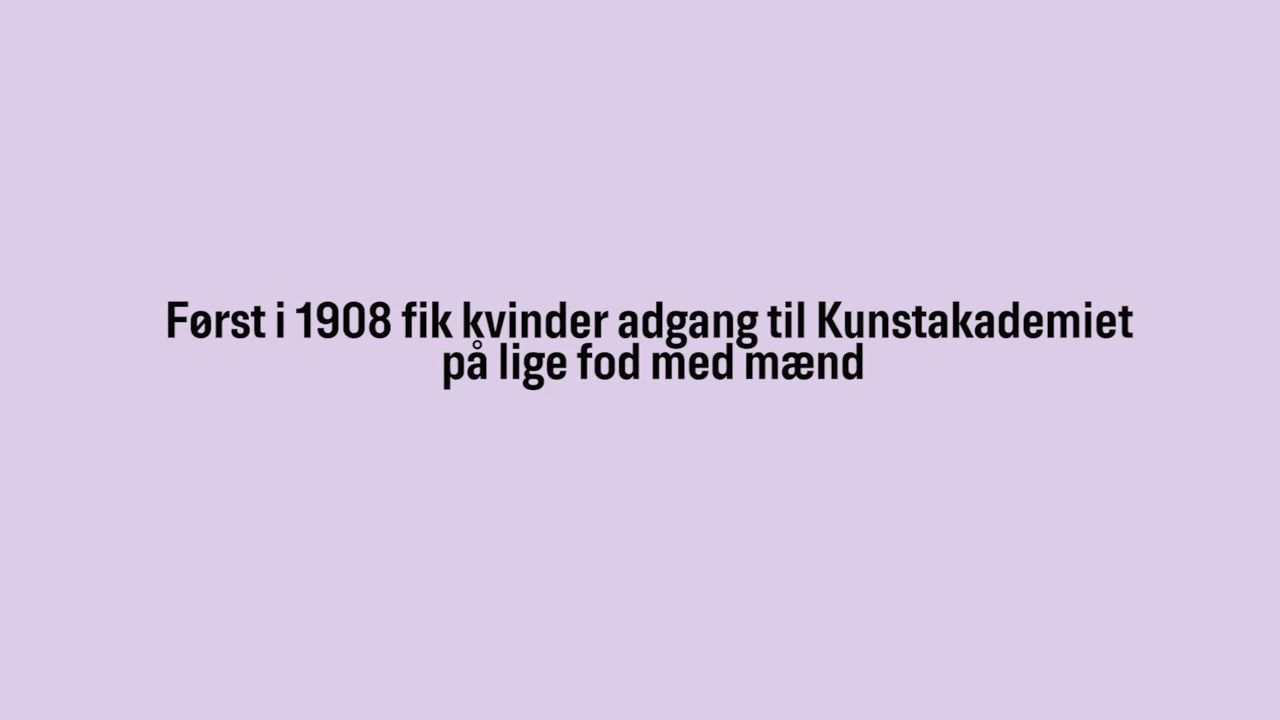 Først i 1908 fik kvinder adgang til Kunstakademiet
på lige fod med mænd